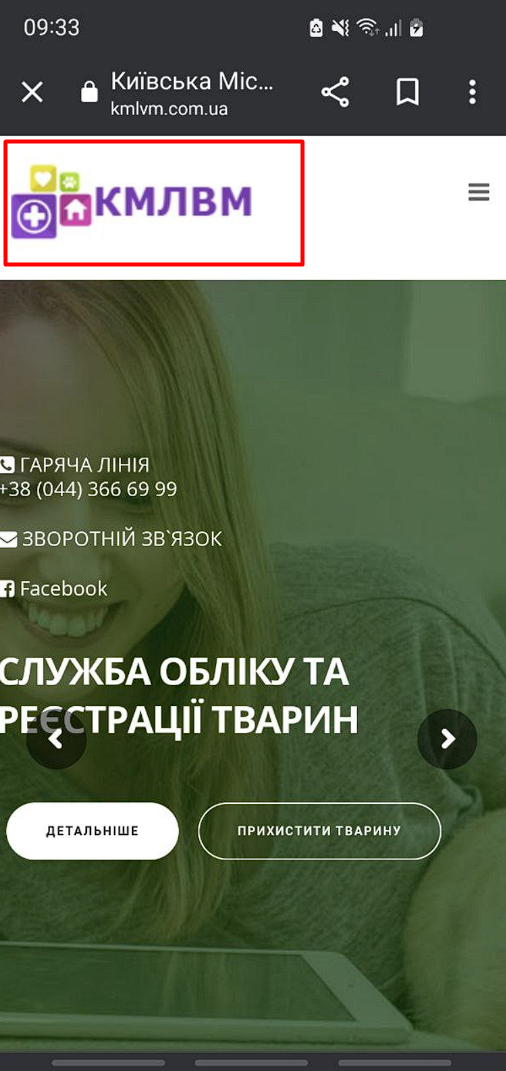 09:33
Київська Міс...
kmlvm.com.ua
КМЛВМ
ГАРЯЧА ЛІНІЯ
+38 (044) 366 69 99
ЗВОРОТНІЙ ЗВ`ЯЗОК
Facebook
СЛУЖБА ОБЛІКУ ТА
РЕЄСТРАЦІЇ ТВАРИН
ДЕТАЛЬНІШЕ
ПРИХИСТИТИ ТВАРИНУ